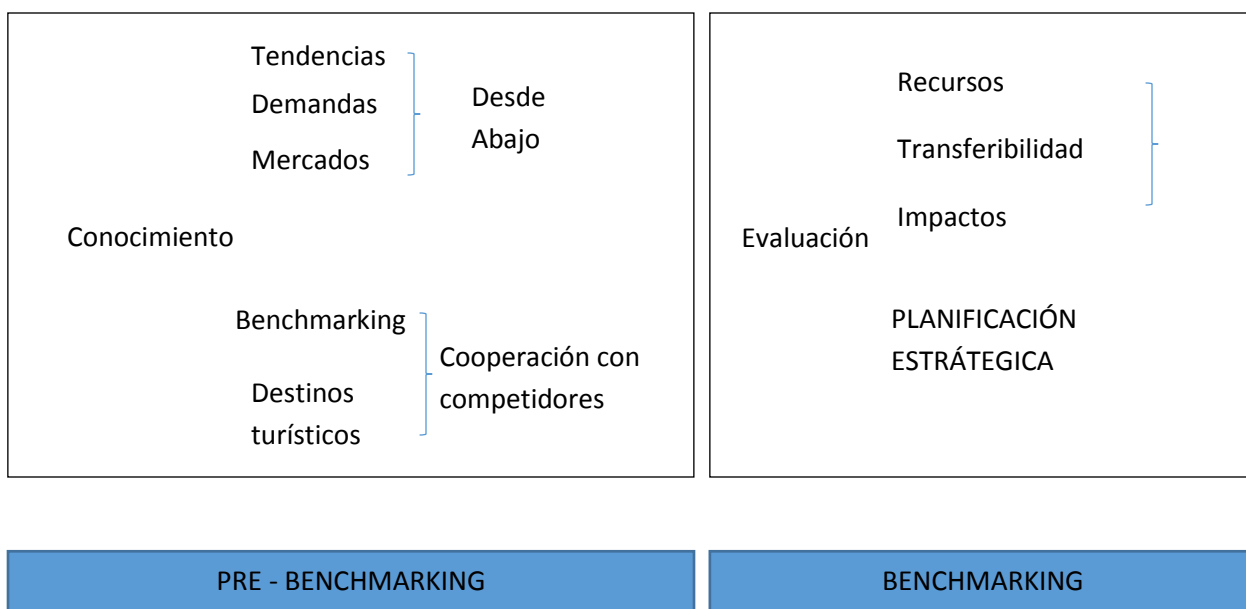 Tendencias
Demandas
Mercados
Desde
Abajo
Conocimiento
Benchmarking
Destinos
turísticos
Cooperación con
competidores
Recursos
Transferibilidad
Impactos
Evaluación
PLANIFICACIÓN
ESTRÁTEGICA
PRE - BENCHMARKING
BENCHMARKING